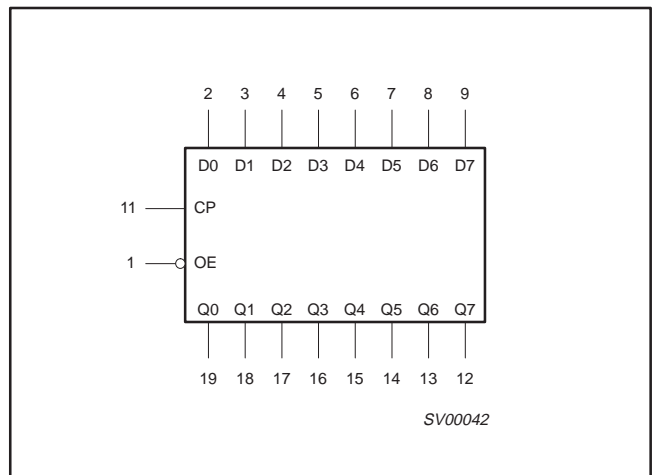 2 3 4 5 6 7 8 9
D0 D1 D2 D3 D4 D5 D6 D7
11 CP
1 OE
Q0 Q1 Q2 Q3 Q4 Q5 Q6 Q7
19 18 17 16 15 14 13 12
SV00042